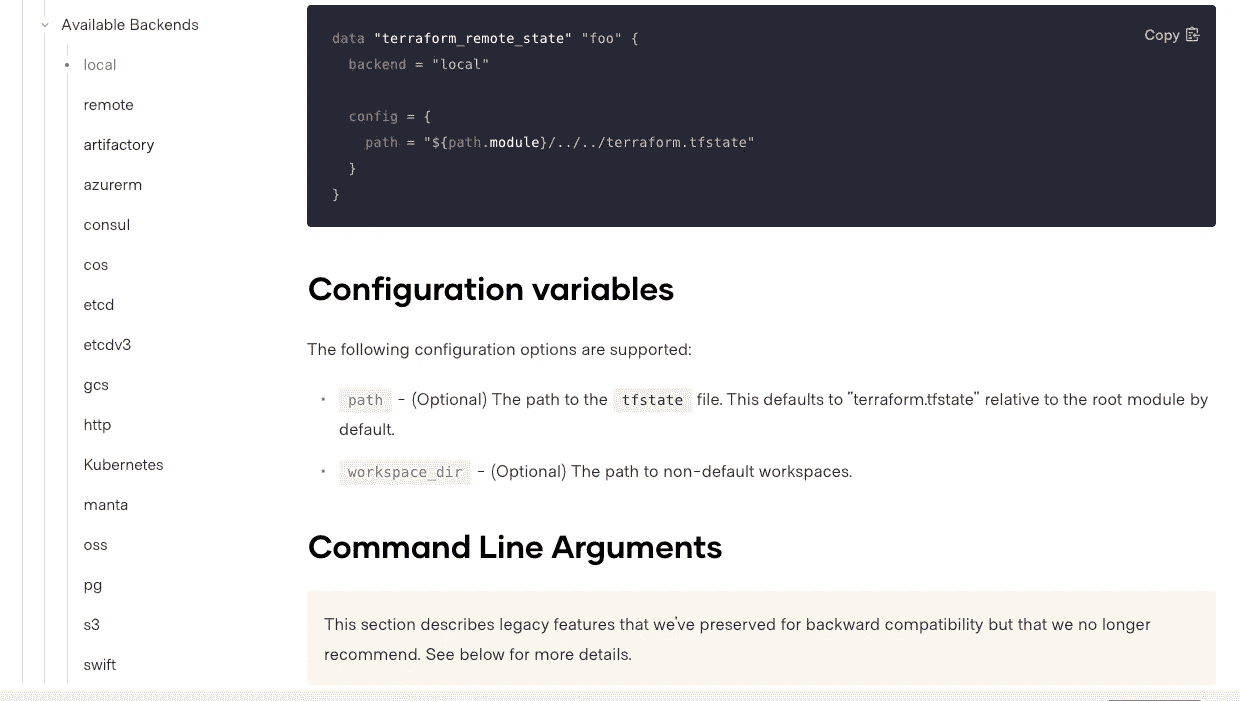 Available Backends
local
remote
artifactory
azurerm
consul
cos
etcd
etcdv3
gcs
http
Kubernetes
manta
oss
pg
s3
swift
Copy
data "terraform_remote_state" "foo" {
  backend = "local"

  config = {
    path = "${path.module}/../../terraform.tfstate"
  }
}
Configuration variables
The following configuration options are supported:
path - (Optional) The path to the tfstate file. This defaults to "terraform.tfstate" relative to the root module by
default.
workspace_dir - (Optional) The path to non-default workspaces.
Command Line Arguments
This section describes legacy features that we've preserved for backward compatibility but that we no longer
recommend. See below for more details.